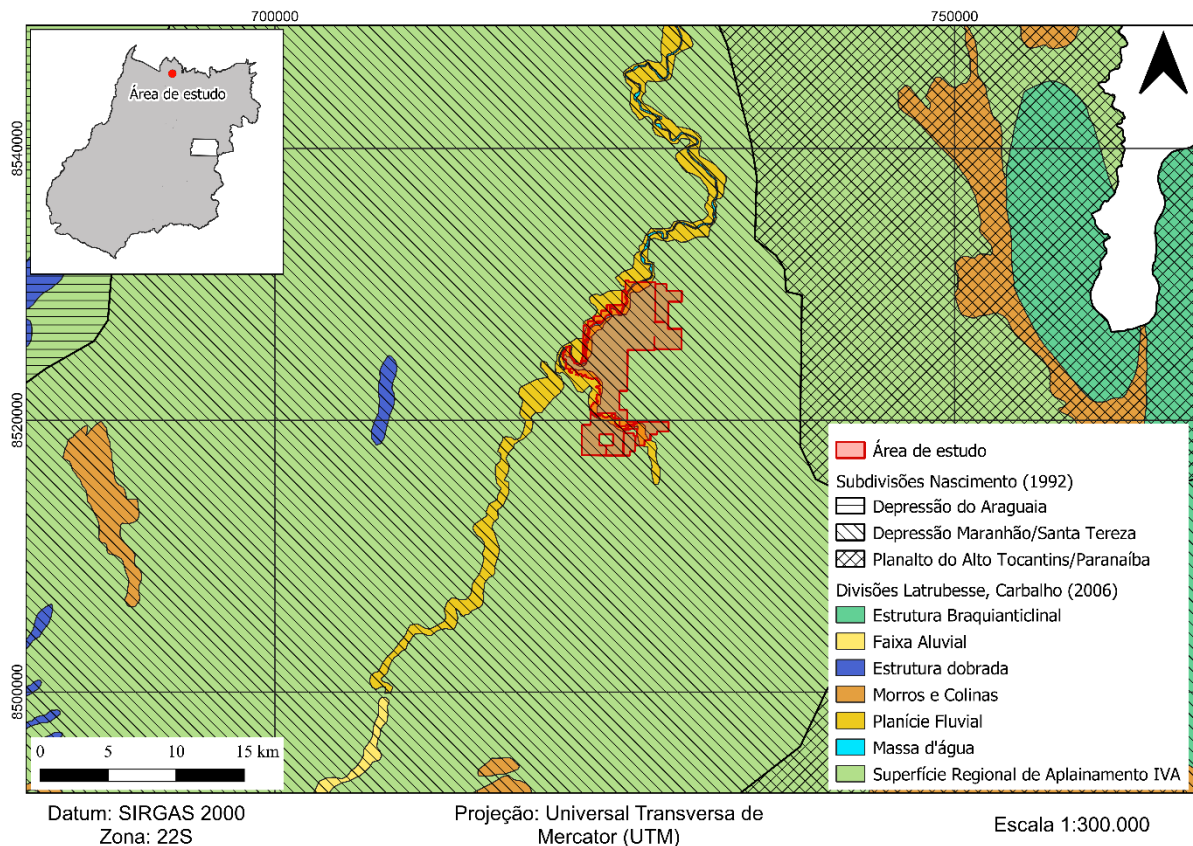 700000
750000
Área de estudo
8540000
8520000
8500000
Área de estudo
Subdivisões Nascimento (1992)
Depressão do Araguaia
Depressão Maranhão/Santa Tereza
Planalto do Alto Tocantins/Paranaíba
Divisões Latrubesse, Carbalho (2006)
Estrutura Braquianticlinal
Faixa Aluvial
Estrutura dobrada
Morros e Colinas
Planície Fluvial
Massa d'água
Superfície Regional de Aplainamento IVA
0 5 10 15 km
Datum: SIRGAS 2000
Zona: 22S
Projeção: Universal Transversa de
Mercator (UTM)
Escala 1:300.000